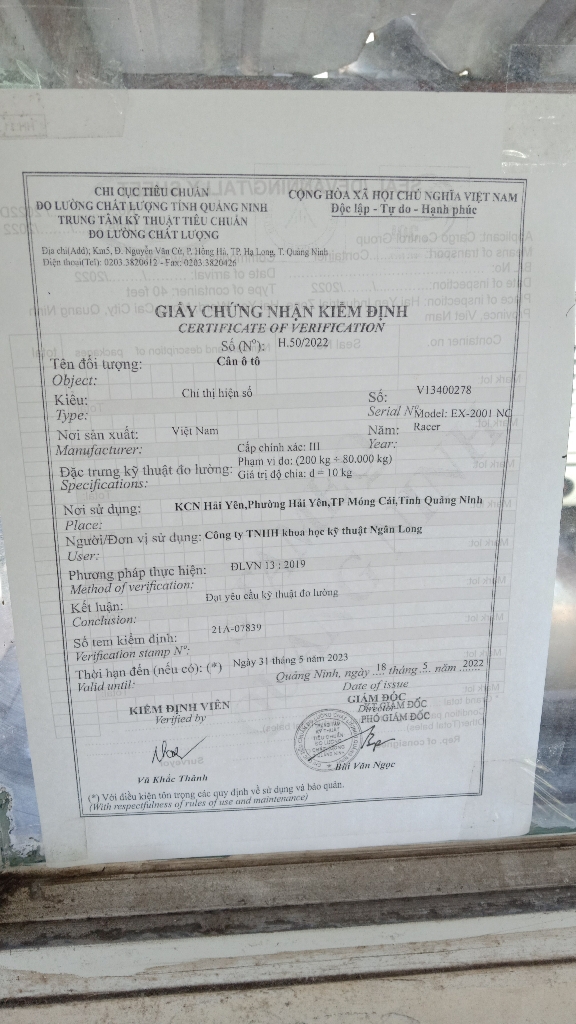 CHI CỤC TIÊU CHUẨN
ĐO LƯỜNG CHẤT LƯỢNG TỈNH QUẢNG NINH
TRUNG TÂM KỸ THUẬT TIÊU CHUẨN
ĐO LƯỜNG CHẤT LƯỢNG
CỘNG HÒA XÃ HỘI CHỦ NGHĨA VIỆT NAM
Độc lập - Tự do - Hạnh phúc
Địa chỉ(Add): Km5, Đ. Nguyễn Văn Cừ, P. Hồng Hà, TP. Hạ Long, T. Quảng Ninh
Điện thoại(Tel): 0203.3820612 - Fax: 0203.3820426
GIẤY CHỨNG NHẬN KIỂM ĐỊNH
CERTIFICATE OF VERIFICATION
Số (Nº): H.50/2022
Tên đối tượng: Cân ô tô
Object:
Kiểu: Chỉ thị hiện số Số: V13400278
Type: Serial Nº Model: EX-2001 NC
Racer
Nơi sản xuất: Việt Nam Năm:
Manufacturer: Year:
Cấp chính xác: III
Đặc trưng kỹ thuật đo lường: Phạm vi đo: (200 kg ÷ 80.000 kg)
Specifications: Giá trị độ chia: d = 10 kg
Nơi sử dụng: KCN Hải Yên,Phường Hải Yên,TP Móng Cái,Tỉnh Quảng Ninh
Place:
Người/Đơn vị sử dụng: Công ty TNHH khoa học kỹ thuật Ngân Long
User:
Phương pháp thực hiện: ĐLVN 13 : 2019
Method of verification:
Kết luận: Đạt yêu cầu kỹ thuật đo lường
Conclusion:
Số tem kiểm định: 21A-07839
Verification stamp Nº:
Thời hạn đến (nếu có): (*) Ngày 31 tháng 5 năm 2023
Valid until:
Quảng Ninh, ngày ...18 tháng .5.. năm ..2022
Date of issue
KIỂM ĐỊNH VIÊN
Verified by
GIÁM ĐỐC
Director
KT.GIÁM ĐỐC
PHÓ GIÁM ĐỐC
Vũ Khắc Thành
Bùi Văn Ngọc
(*) Với điều kiện tôn trọng các quy định về sử dụng và bảo quản.
(With respectfulness of rules of use and maintenance)